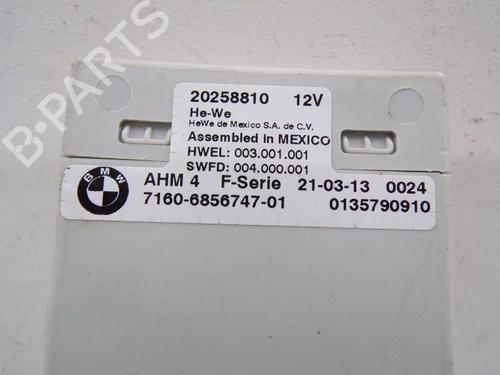 B-PARTS
20258810 12V
He-We
HeWe de Mexico S.A. de C.V.
Assembled in MEXICO
HWEL: 003.001.001
SWFD: 004.000.001
BMW
AHM 4 F-Serie 21-03-13 0024
7160-6856747-01 0135790910